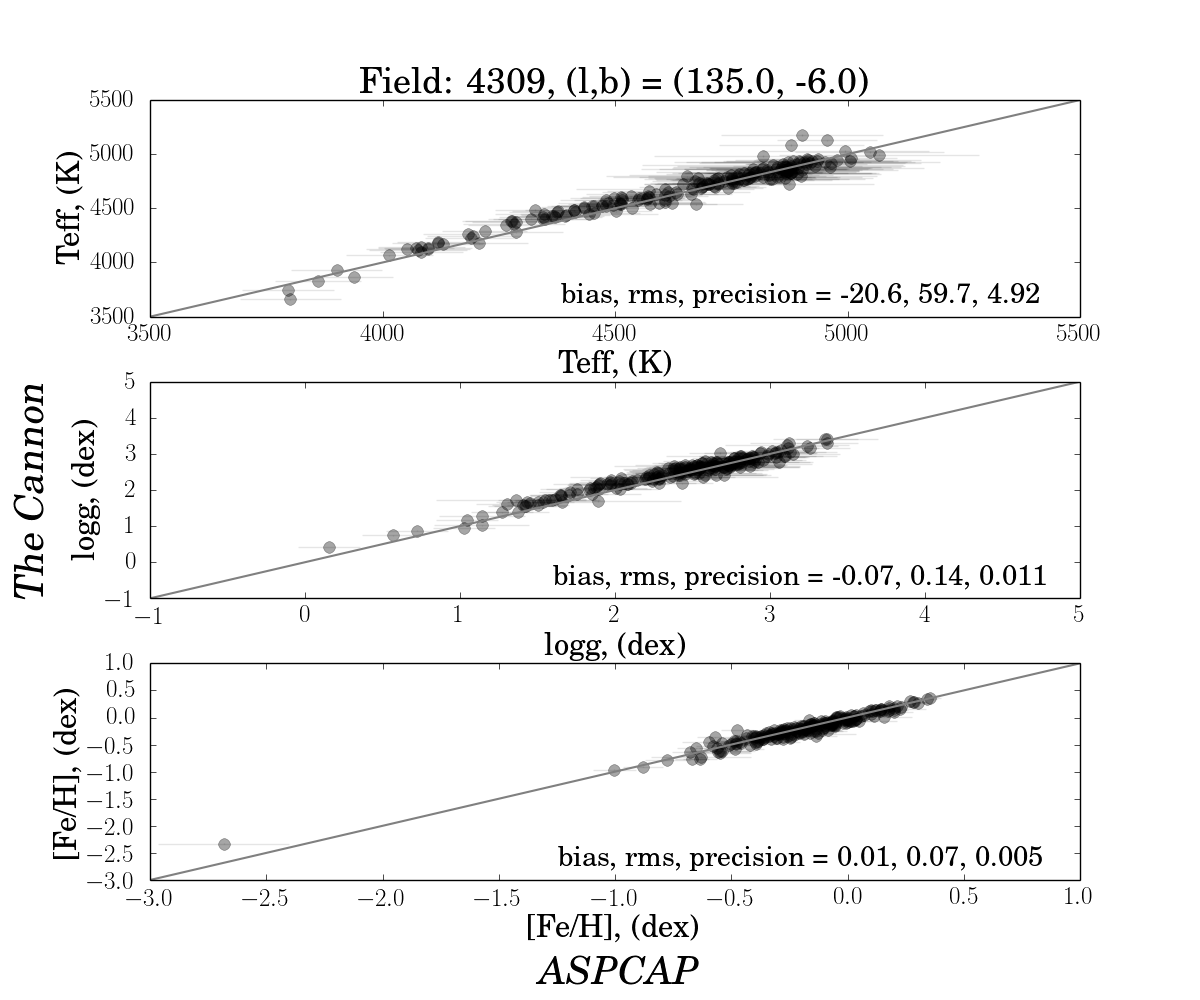 Field: 4309, (l,b) = (135.0, -6.0)
5500
5000
4500
4000
3500
Teff, (K)
bias, rms, precision = -20.6, 59.7, 4.92
3500 4000 4500 5000 5500
Teff, (K)
The Cannon
5
4
3
2
1
0
−1
logg, (dex)
bias, rms, precision = -0.07, 0.14, 0.011
−1 0 1 2 3 4 5
logg, (dex)
1.0
0.5
0.0
−0.5
−1.0
−1.5
−2.0
−2.5
−3.0
[Fe/H], (dex)
bias, rms, precision = 0.01, 0.07, 0.005
−3.0 −2.5 −2.0 −1.5 −1.0 −0.5 0.0 0.5 1.0
[Fe/H], (dex)
ASPCAP